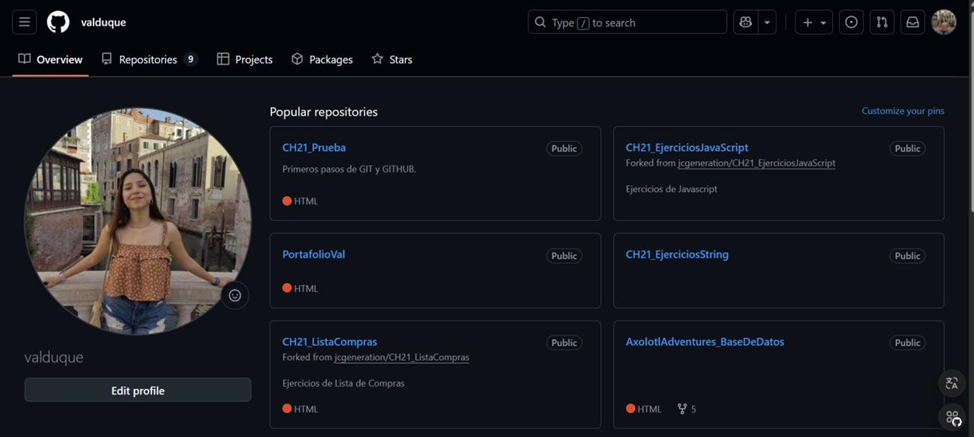 valduque
Type / to search
Overview
Repositories 9
Projects
Packages
Stars
Popular repositories
Customize your pins
CH21_Prueba
Public
Primeros pasos de GIT y GITHUB.
HTML
CH21_EjerciciosJavaScript
Public
Forked from jcgeneration/CH21_EjerciciosJavaScript
Ejercicios de Javascript
PortafolioVal
Public
HTML
CH21_EjerciciosString
Public
CH21_ListaCompras
Public
Forked from jcgeneration/CH21_ListaCompras
Ejercicios de Lista de Compras
HTML
AxolotlAdventures_BaseDeDatos
Public
HTML 5
valduque
Edit profile